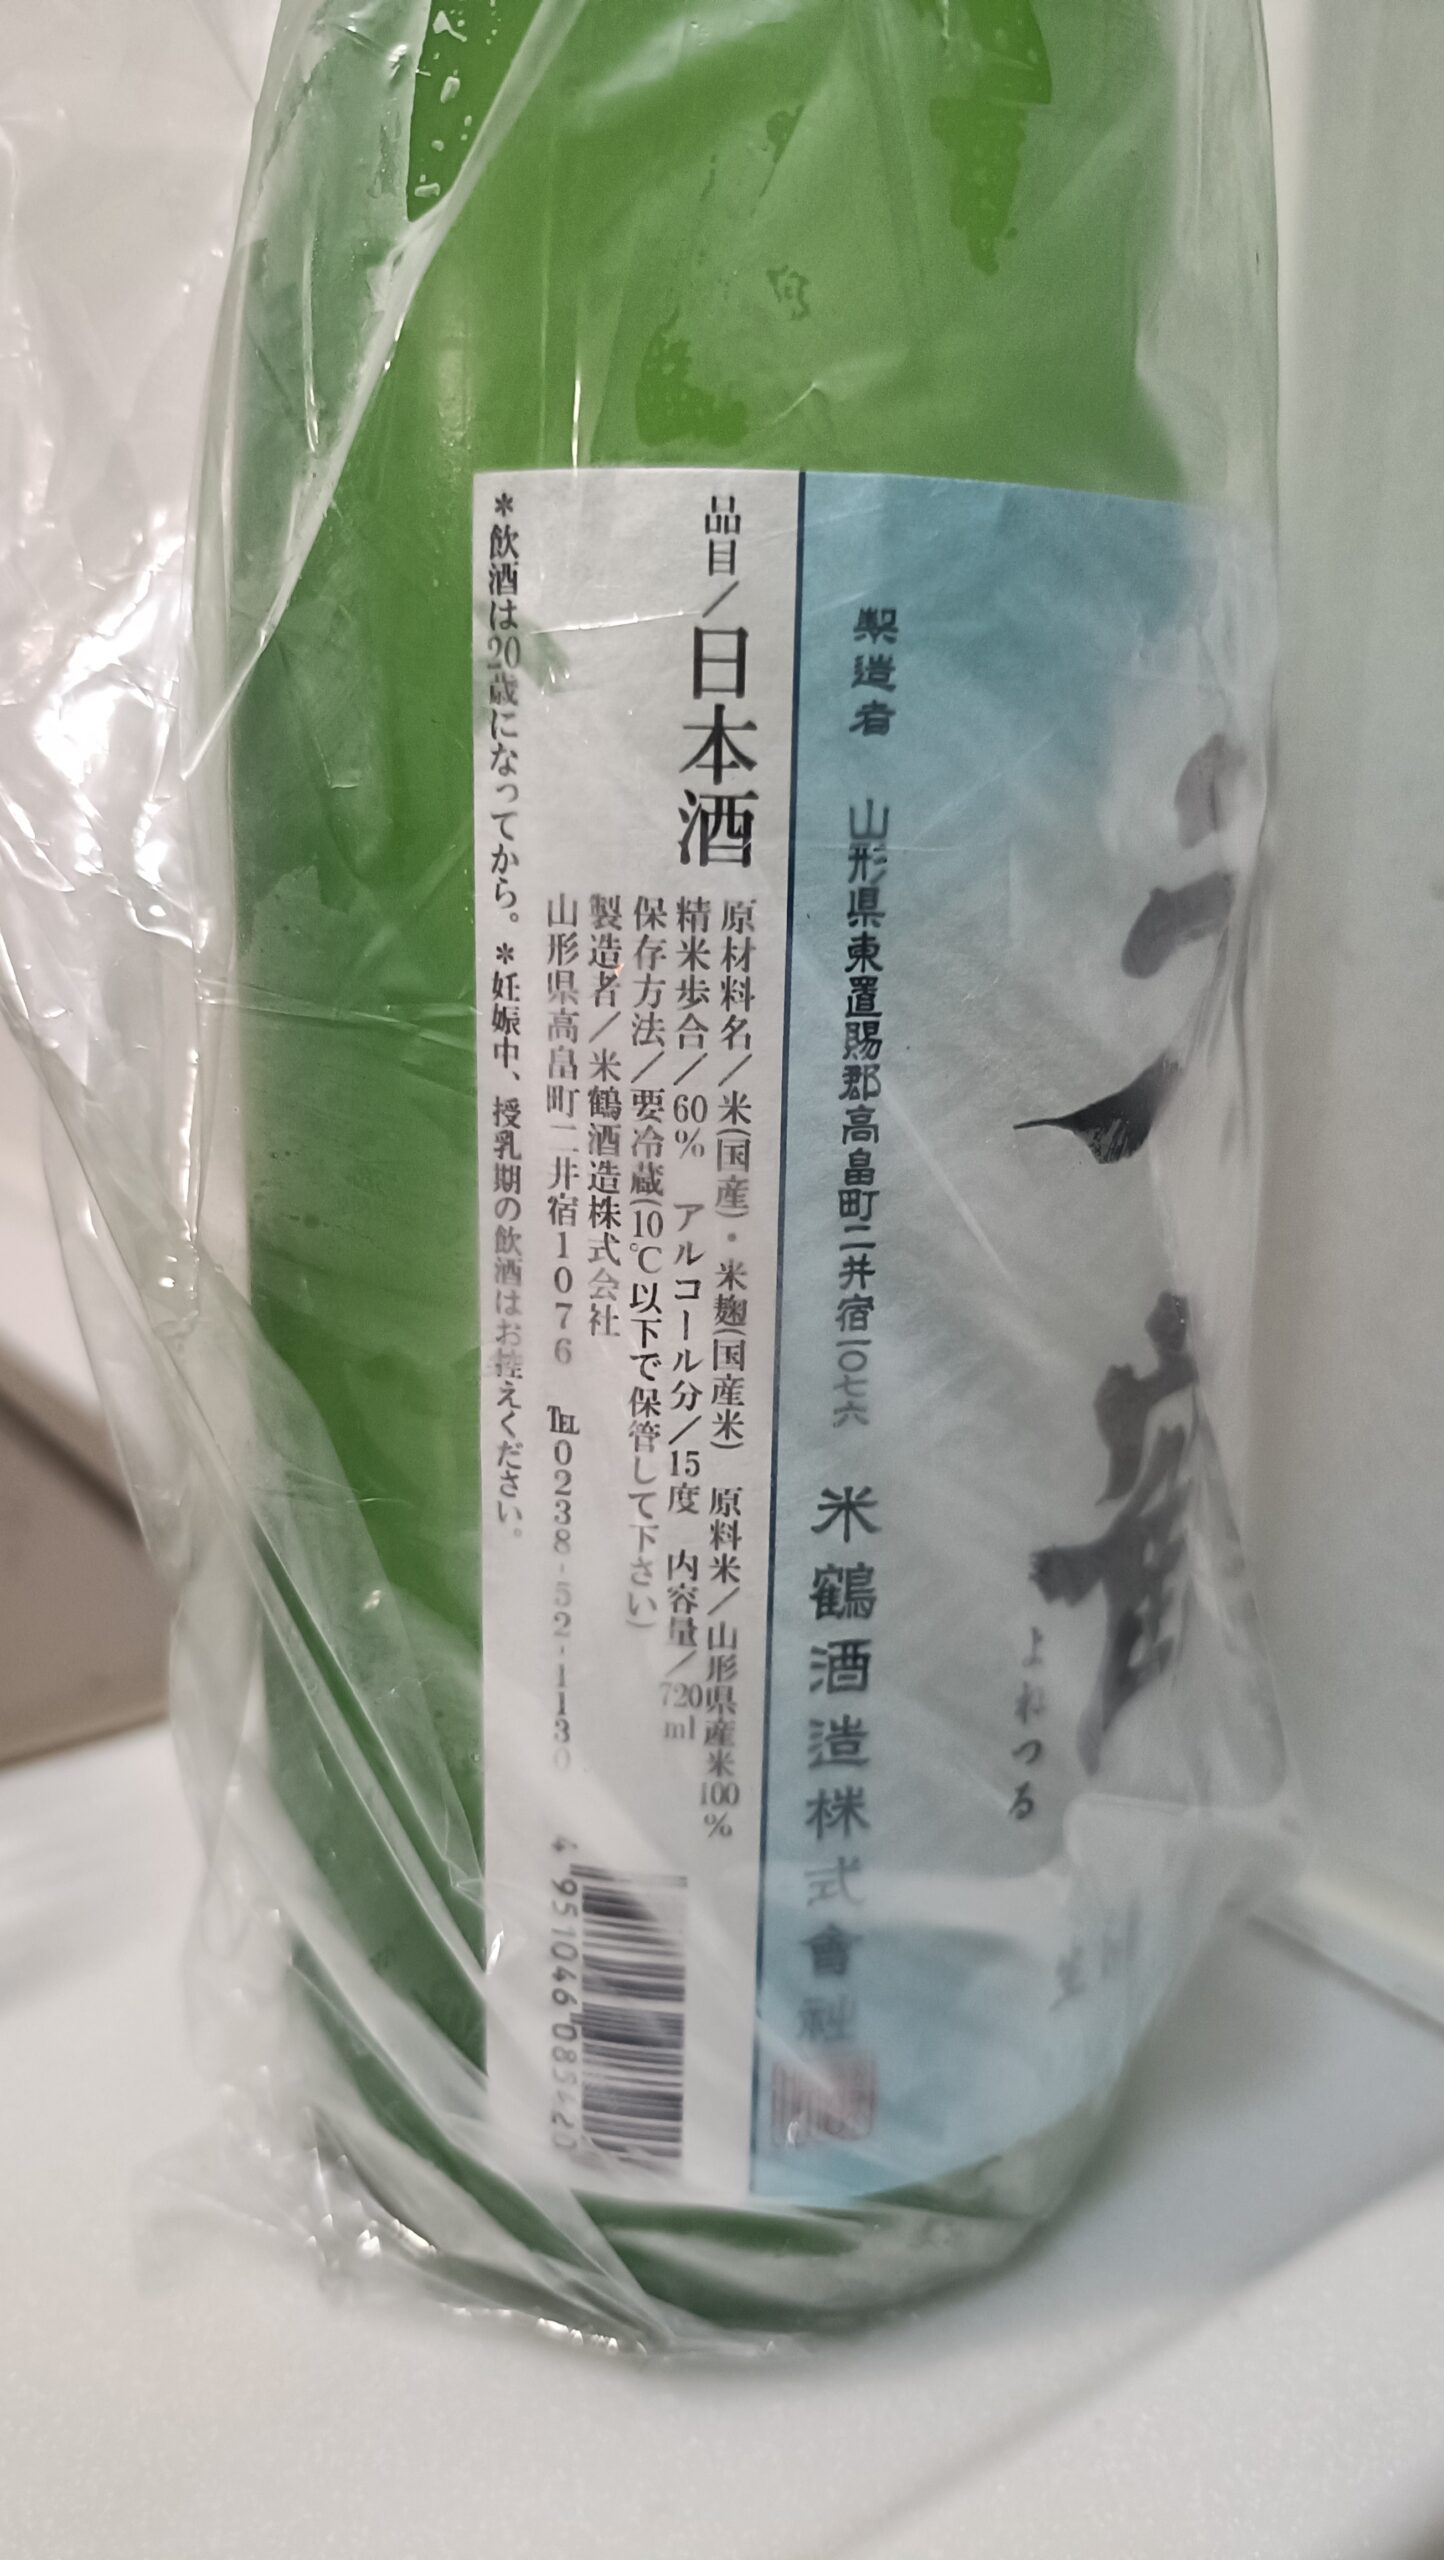 よねつる
製造者 山形県東置賜郡高畠町二井宿一〇七六 米鶴酒造株式會社
品目/日本酒
原材料名/米(国産)・米麹(国産米) 原料米/山形県産米100%
精米歩合/60% アルコール分/15度 内容量/720ml
保存方法/要冷蔵(10℃以下で保管して下さい)
製造者/米鶴酒造株式会社
山形県高畠町二井宿1076 ℡0238-52-1130
*飲酒は20歳になってから。*妊娠中、授乳期の飲酒はお控えください。
4951046085420